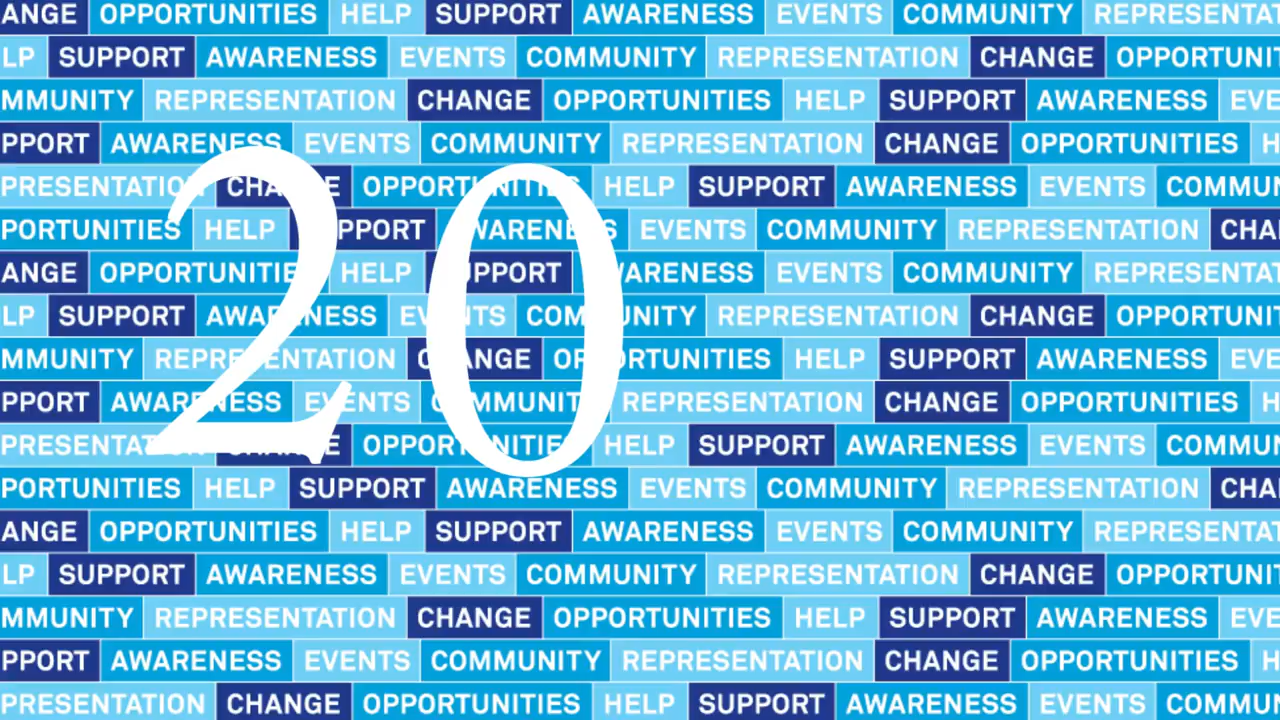 ANGE OPPORTUNITIES HELP SUPPORT AWARENESS EVENTS COMMUNITY REPRESENTAT
LP SUPPORT AWARENESS EVENTS COMMUNITY REPRESENTATION CHANGE OPPORTUNIT
MMUNITY REPRESENTATION CHANGE OPPORTUNITIES HELP SUPPORT AWARENESS EVE
PPORT AWARENESS EVENTS COMMUNITY REPRESENTATION CHANGE OPPORTUNITIES H
20
PRESENTATIO CHANGE OPPORTUNITIES HELP SUPPORT AWARENESS EVENTS COMMUN
PORTUNITIES HELP SUPPORT AWARENESS EVENTS COMMUNITY REPRESENTATION CHA
ANGE OPPORTUNITIES HELP SUPPORT AWARENESS EVENTS COMMUNITY REPRESENTAT
LP SUPPORT AWARENESS EVENTS COMMUNITY REPRESENTATION CHANGE OPPORTUNIT
MMUNITY REPRESENTATION CHANGE OPPORTUNITIES HELP SUPPORT AWARENESS EVE
PPORT AWARENESS EVENTS COMMUNITY REPRESENTATION CHANGE OPPORTUNITIES H
PRESENTATION CHANGE OPPORTUNITIES HELP SUPPORT AWARENESS EVENTS COMMUN
PORTUNITIES HELP SUPPORT AWARENESS EVENTS COMMUNITY REPRESENTATION CHA
ANGE OPPORTUNITIES HELP SUPPORT AWARENESS EVENTS COMMUNITY REPRESENTAT
LP SUPPORT AWARENESS EVENTS COMMUNITY REPRESENTATION CHANGE OPPORTUNIT
MMUNITY REPRESENTATION CHANGE OPPORTUNITIES HELP SUPPORT AWARENESS EVE
PPORT AWARENESS EVENTS COMMUNITY REPRESENTATION CHANGE OPPORTUNITIES H
PRESENTATION CHANGE OPPORTUNITIES HELP SUPPORT AWARENESS EVENTS COMMU